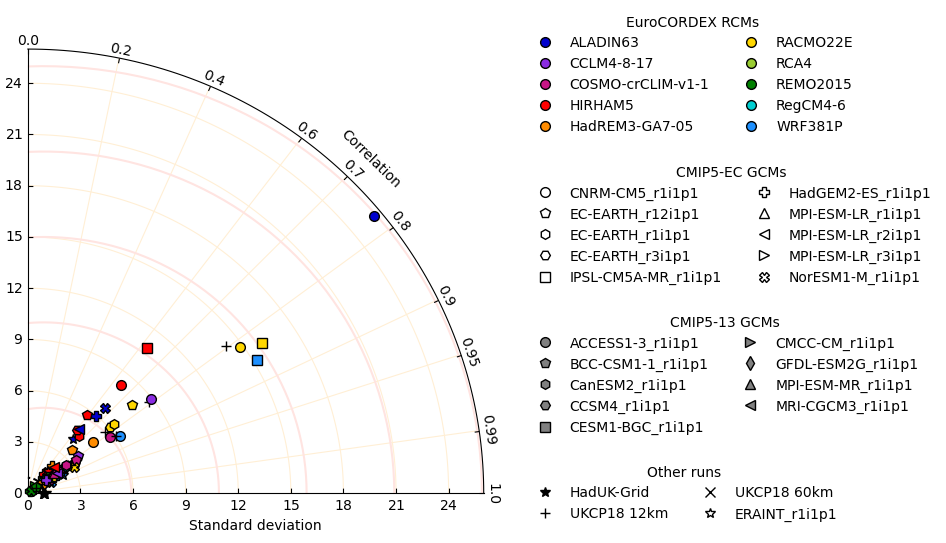 EuroCORDEX RCMs
ALADIN63 RACMO22E
CCLM4-8-17 RCA4
COSMO-crCLIM-v1-1 REMO2015
HIRHAM5 RegCM4-6
HadREM3-GA7-05 WRF381P
CMIP5-EC GCMs
CNRM-CM5_r1i1p1 HadGEM2-ES_r1i1p1
EC-EARTH_r12i1p1 MPI-ESM-LR_r1i1p1
EC-EARTH_r1i1p1 MPI-ESM-LR_r2i1p1
EC-EARTH_r3i1p1 MPI-ESM-LR_r3i1p1
IPSL-CM5A-MR_r1i1p1 NorESM1-M_r1i1p1
CMIP5-13 GCMs
ACCESS1-3_r1i1p1 CMCC-CM_r1i1p1
BCC-CSM1-1_r1i1p1 GFDL-ESM2G_r1i1p1
CanESM2_r1i1p1 MPI-ESM-MR_r1i1p1
CCSM4_r1i1p1 MRI-CGCM3_r1i1p1
CESM1-BGC_r1i1p1
Other runs
HadUK-Grid UKCP18 60km
UKCP18 12km ERAINT_r1i1p1
0.0
0.2
0.4
0.6
Correlation
0.7
0.8
0.9
0.95
0.99
1.0
24
21
18
15
12
9
6
3
0
0 3 6 9 12 15 18 21 24
Standard deviation